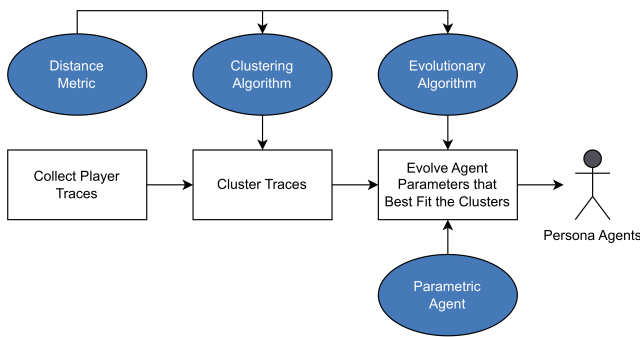 Distance
Metric
Clustering
Algorithm
Evolutionary
Algorithm
Collect Player
Traces
Cluster Traces
Evolve Agent
Parameters that
Best Fit the Clusters
Persona Agents
Parametric
Agent